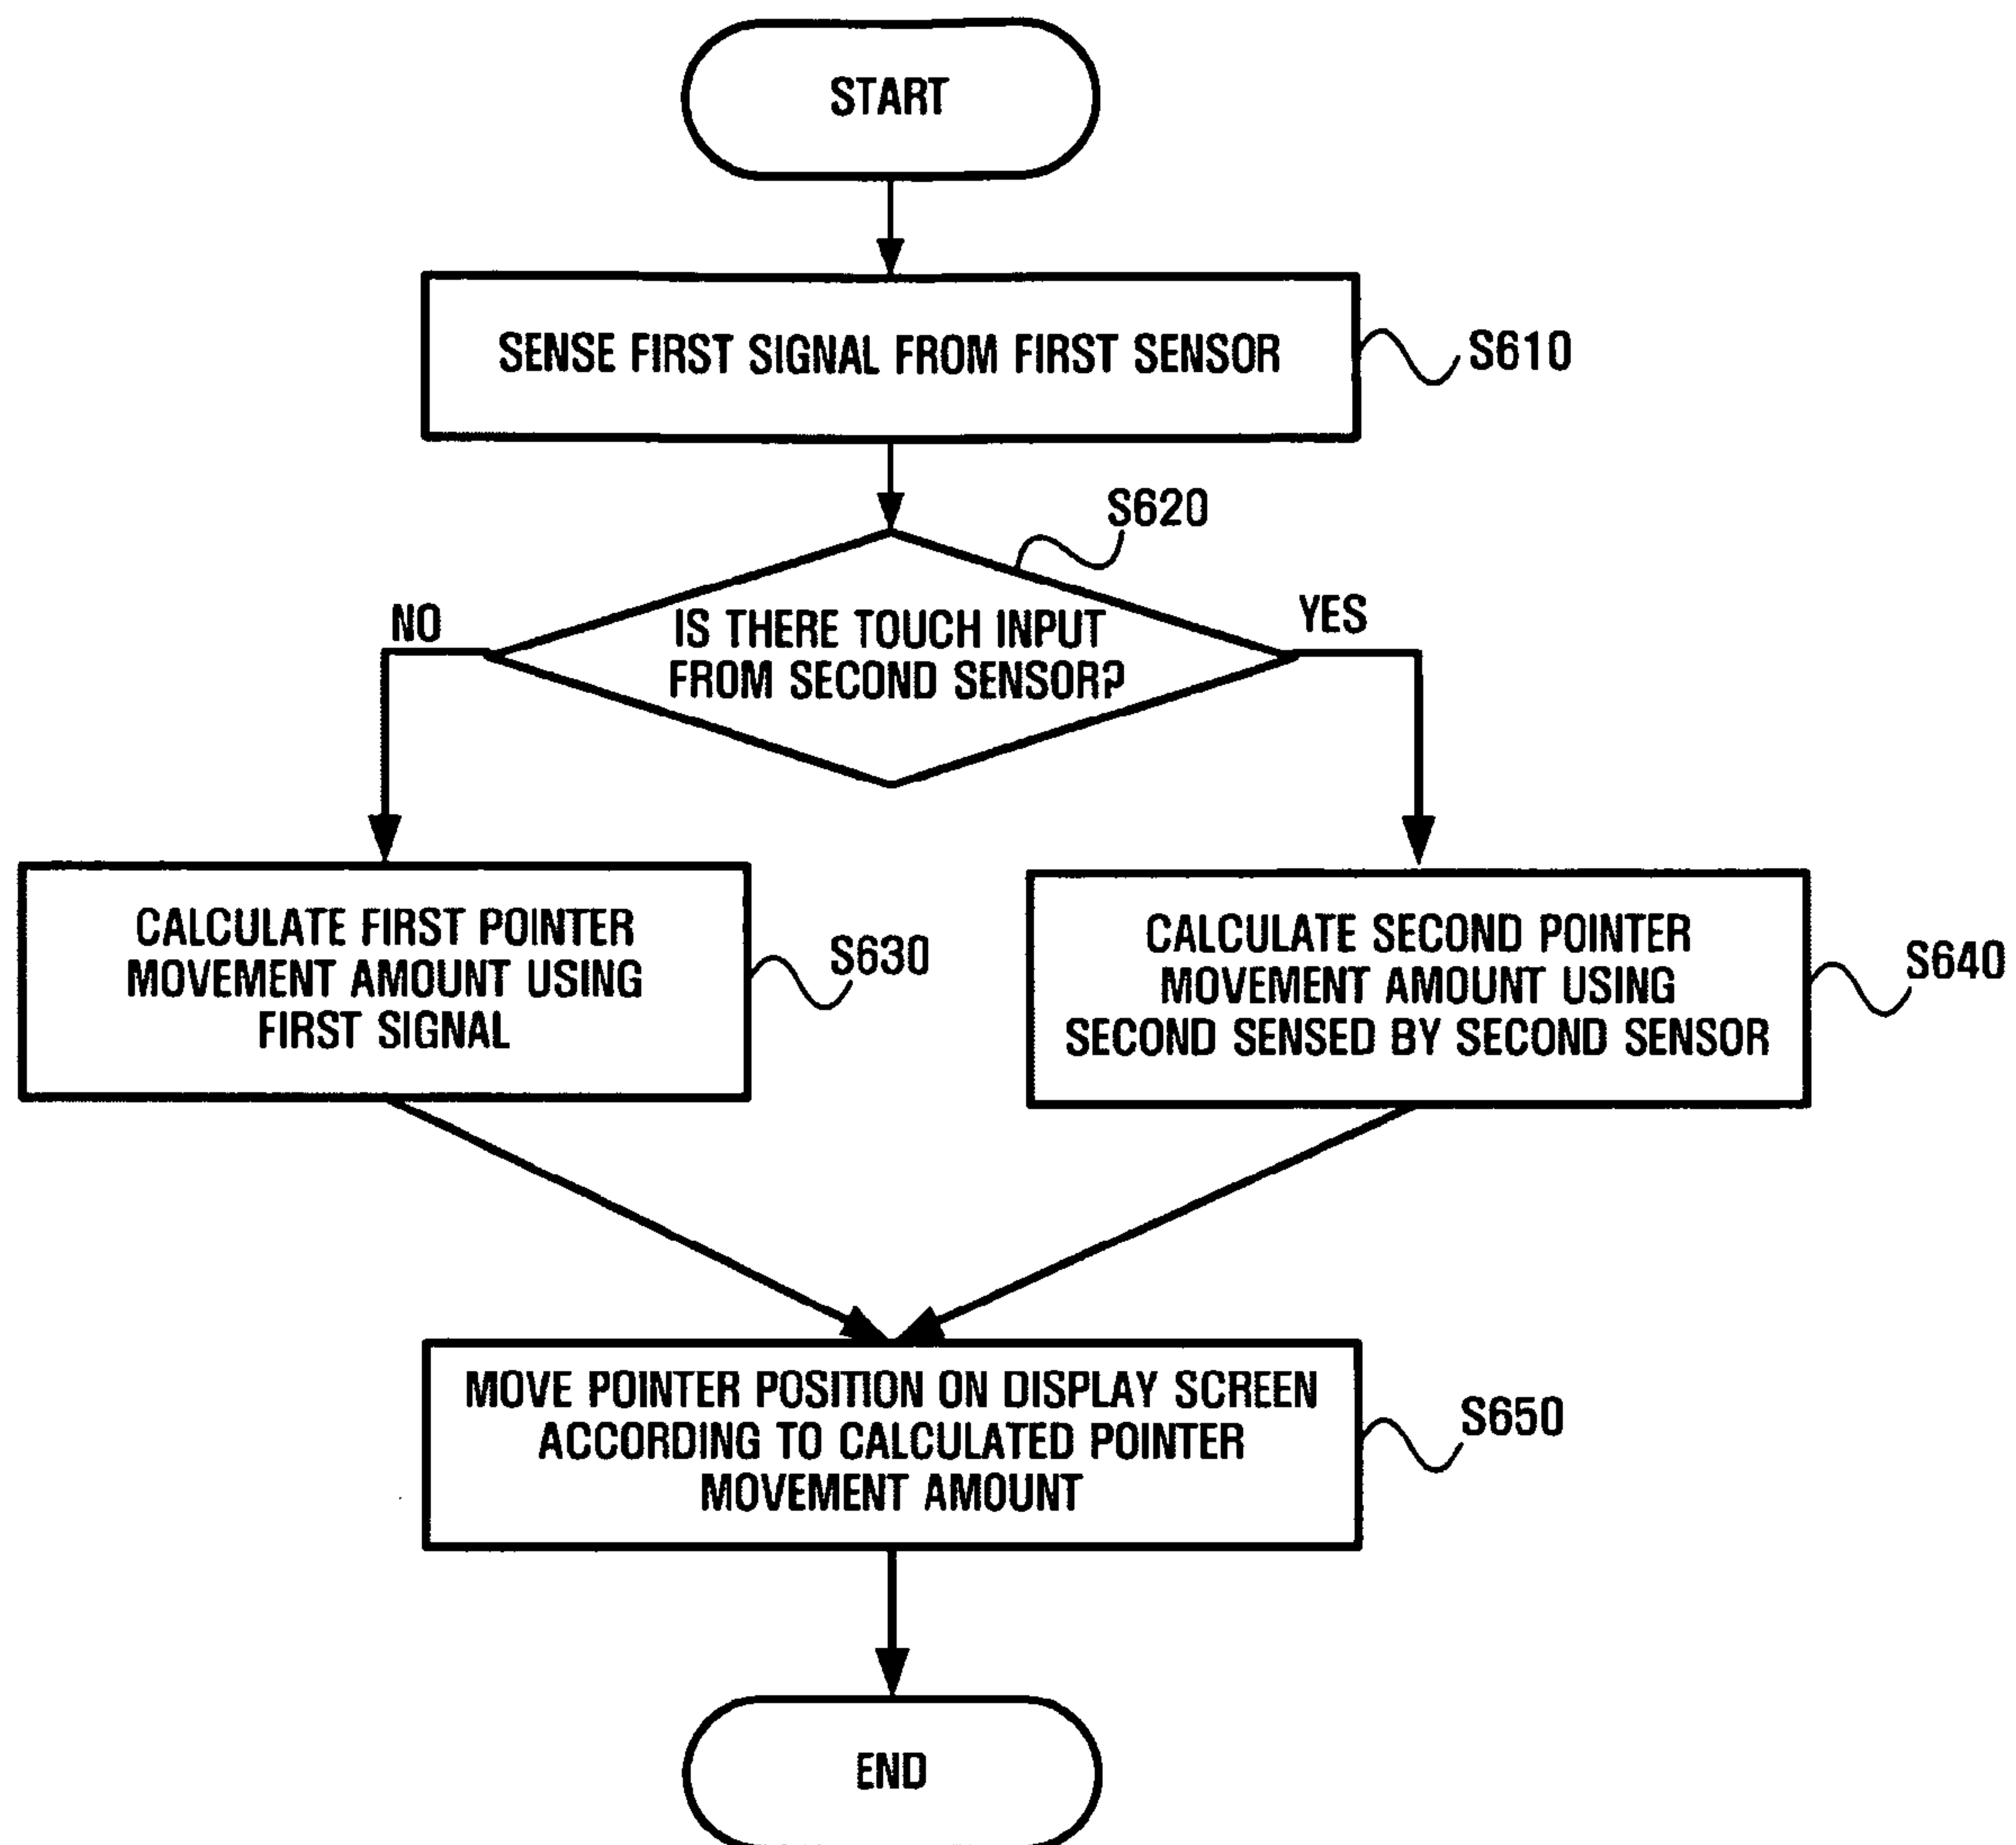 START
SENSE FIRST SIGNAL FROM FIRST SENSOR
S610
S620
IS THERE TOUCH INPUT
FROM SECOND SENSOR?
NO
YES
CALCULATE FIRST POINTER
MOVEMENT AMOUNT USING
FIRST SIGNAL
S630
CALCULATE SECOND POINTER
MOVEMENT AMOUNT USING
SECOND SENSED BY SECOND SENSOR
S640
MOVE POINTER POSITION ON DISPLAY SCREEN
ACCORDING TO CALCULATED POINTER
MOVEMENT AMOUNT
S650
END